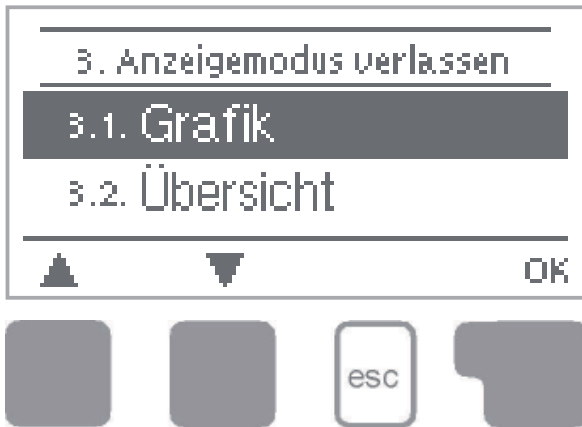 3. Anzeigemodus verlassen
3.1. Grafik
3.2. Übersicht
OK
esc